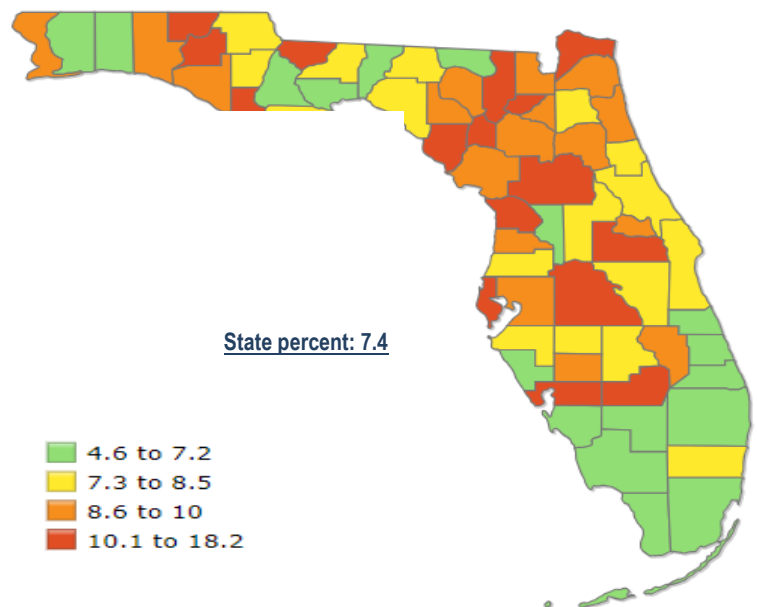 State percent: 7.4
4.6 to 7.2
7.3 to 8.5
8.6 to 10
10.1 to 18.2